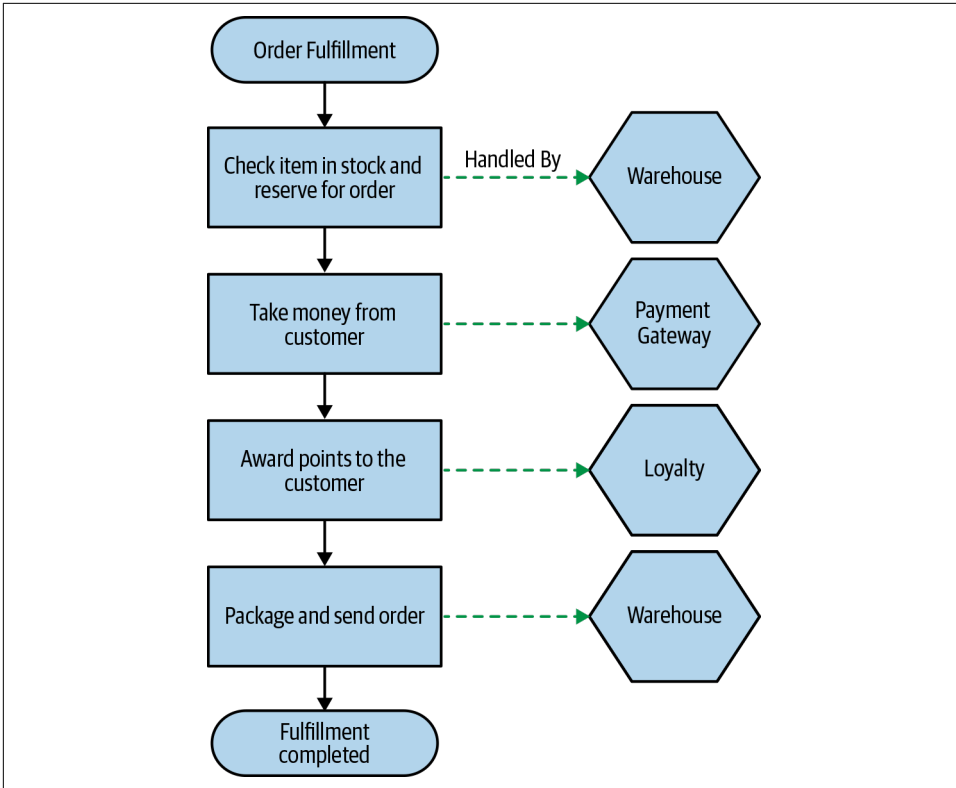 Order Fulfillment
Check item in stock and
reserve for order
Handled By
Warehouse
Take money from
customer
Payment
Gateway
Award points to the
customer
Loyalty
Package and send order
Warehouse
Fulfillment
completed